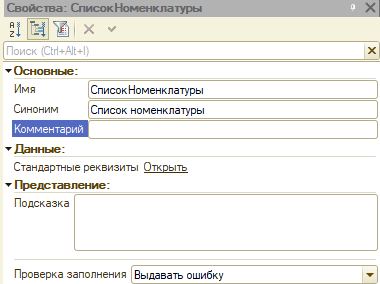 Свойства: СписокНоменклатуры
Поиск (Ctrl+Alt+I)
Основные:
Имя СписокНоменклатуры
Синоним Список номенклатуры
Комментарий
Данные:
Стандартные реквизиты Открыть
Представление:
Подсказка
Проверка заполнения Выдавать ошибку